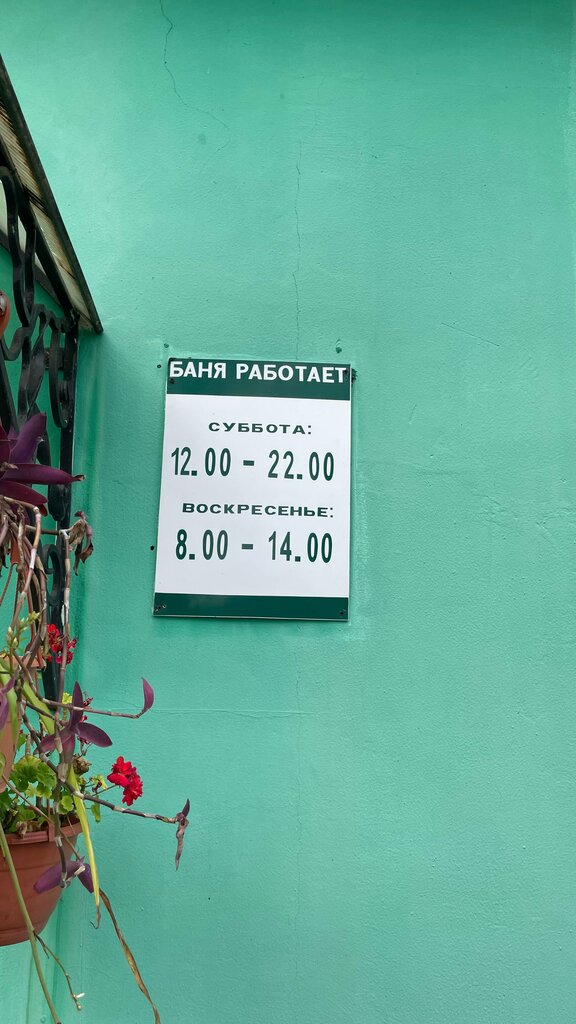 БАНЯ РАБОТАЕТ
СУББОТА:
12.00 - 22.00
ВОСКРЕСЕНЬЕ:
8.00 - 14.00